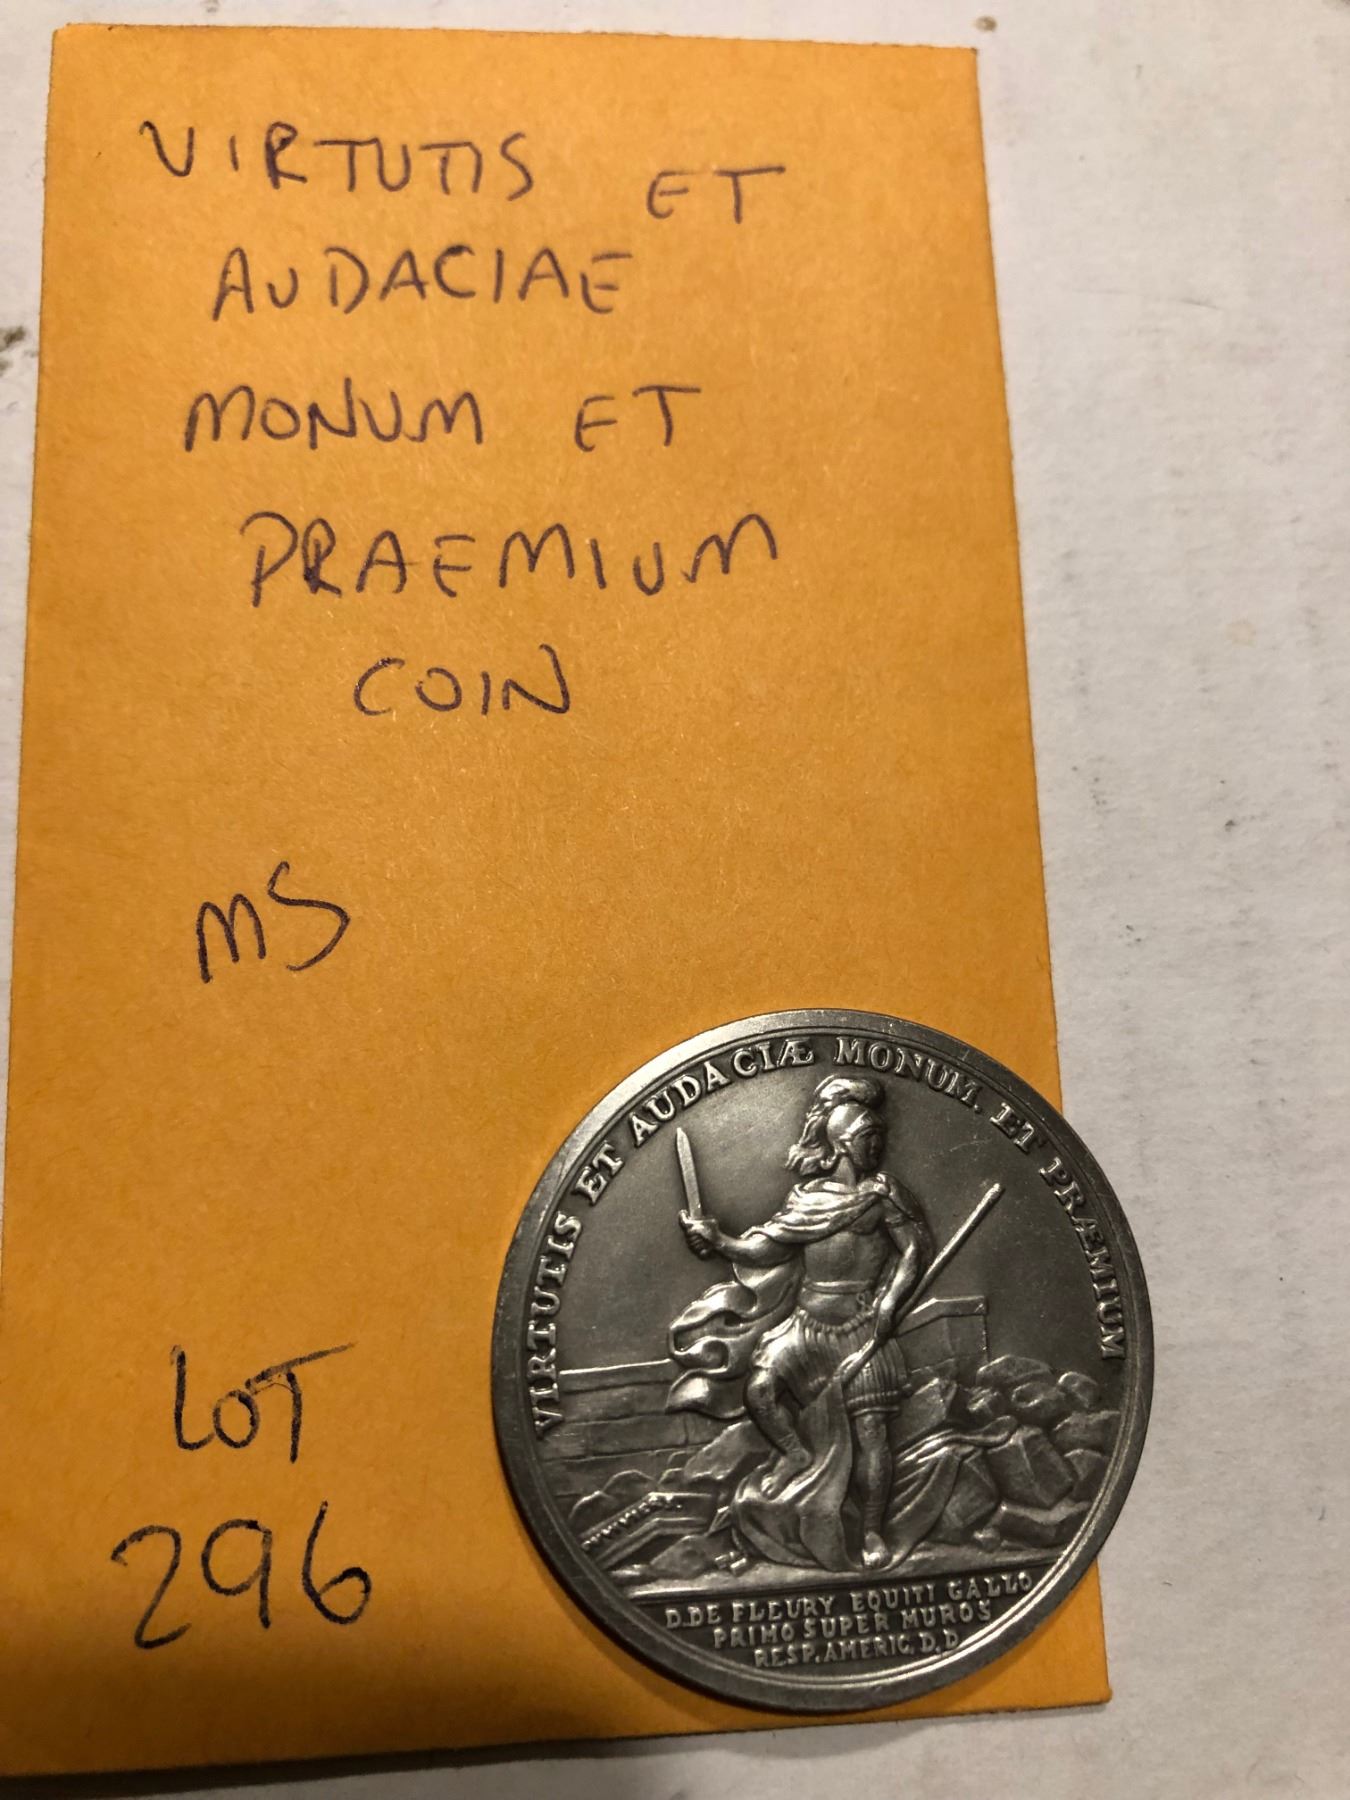 VIRTUTIS ET
AUDACIAE
MONUM ET
PRAEMIUM
COIN
MS
LOT
296
VIRTUTIS ET AUDACIÆ MONUM. ET PRÆMIUM
D.DE FLEURY EQUITI GALLO
PRIMO SUPER MUROS
RESP. AMERIC. D. D